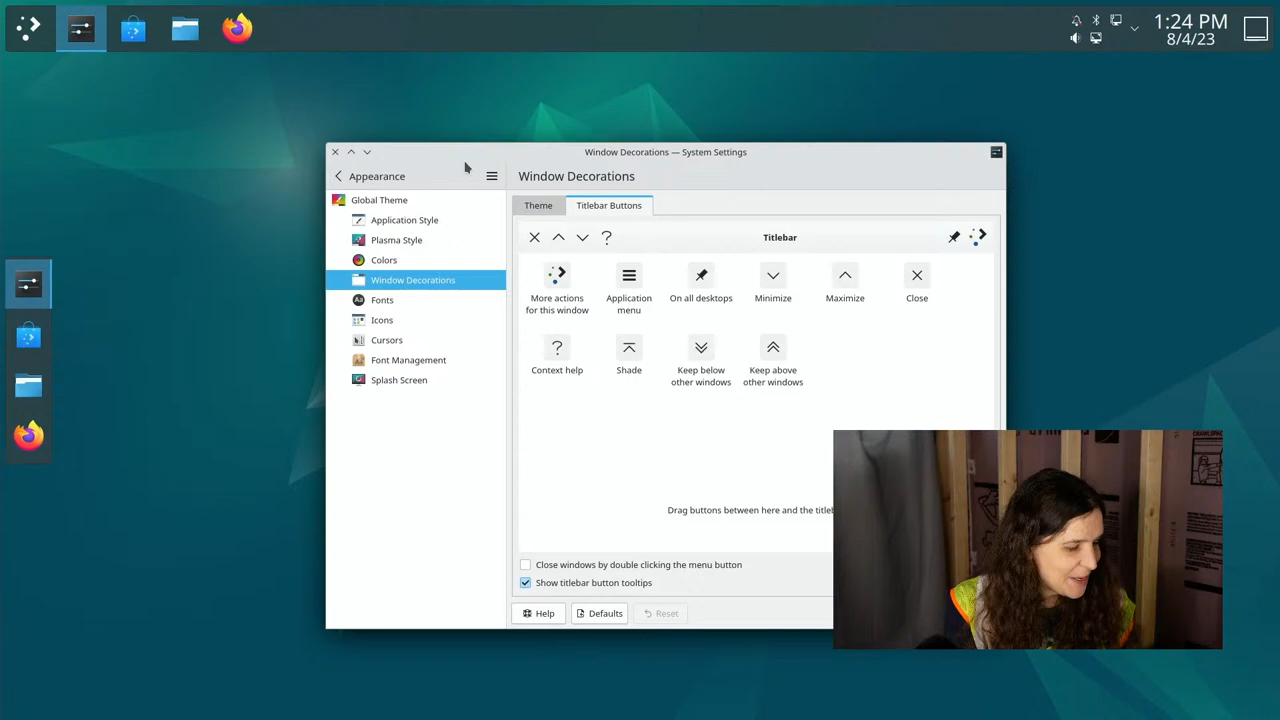 1:24 PM
8/4/23
Window Decorations — System Settings
Appearance
Window Decorations
Global Theme
Application Style
Plasma Style
Colors
Window Decorations
Fonts
Icons
Cursors
Font Management
Splash Screen
Theme
Titlebar Buttons
?
Titlebar
More actions
for this window
Application
menu
On all desktops
Minimize
Maximize
Close
?
Context help
Shade
Keep below
other windows
Keep above
other windows
Drag buttons between here and the
Close windows by double clicking the menu button
Show titlebar button tooltips
Help
Defaults
Reset
Aa